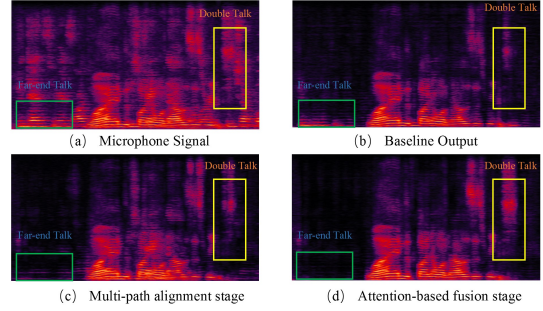 Double Talk
Far-end Talk
(a) Microphone Signal
Double Talk
Far-end Talk
(b) Baseline Output
Double Talk
Far-end Talk
(c) Multi-path alignment stage
Double Talk
Far-end Talk
(d) Attention-based fusion stage